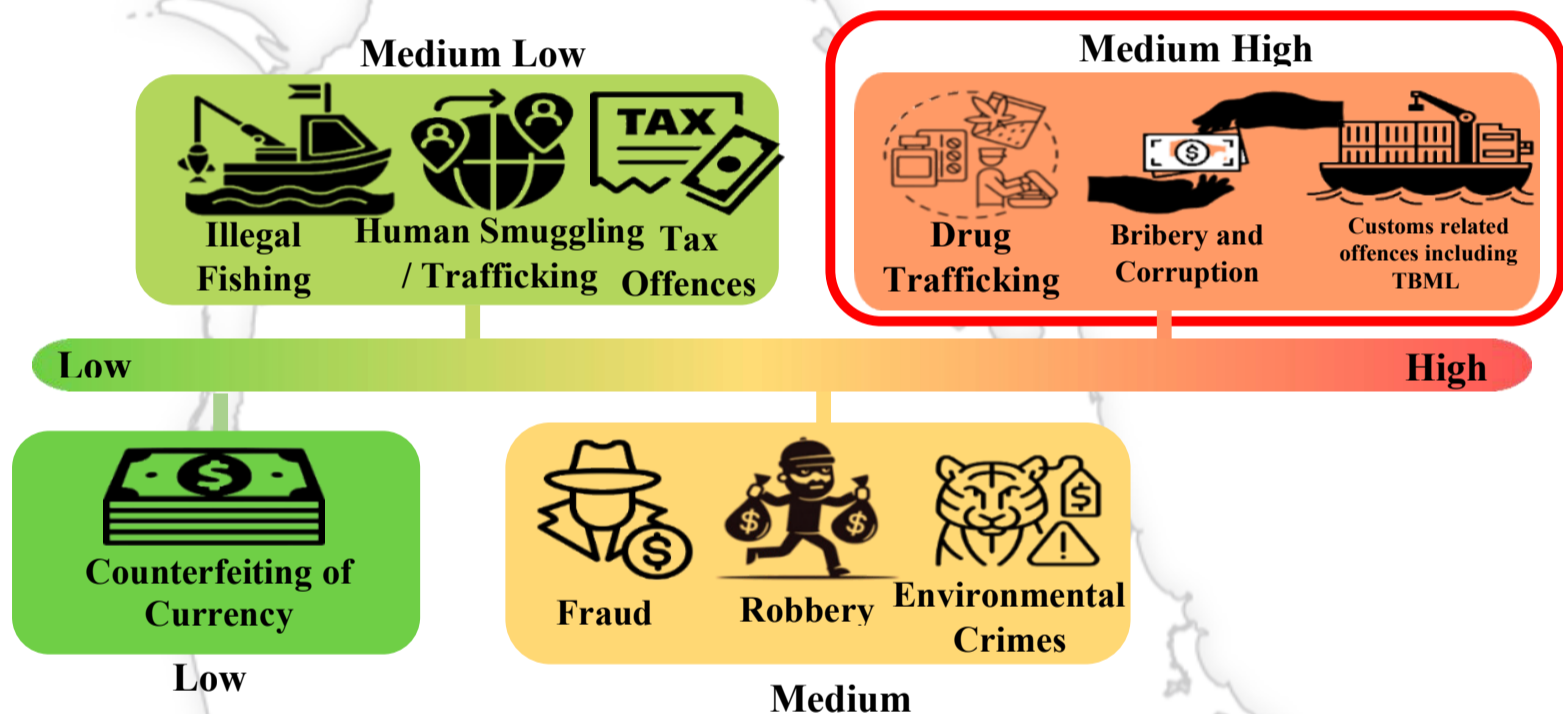 Medium Low
TAX
Illegal
Fishing
Human Smuggling
/ Trafficking
Tax
Offences
Medium High
$
Drug
Trafficking
Bribery and
Corruption
Customs related
offences including
TBML
Low
High
$
Counterfeiting of
Currency
Low
$
Fraud
$ $
Robbery
$
!
Environmental
Crimes
Medium